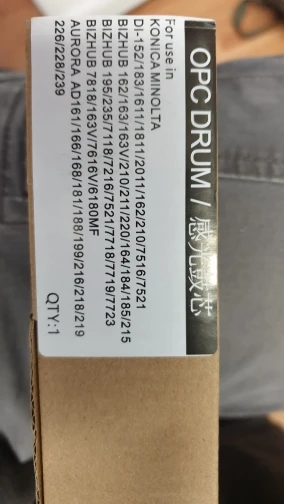 OPC DRUM / 感光鼓芯
For use in
KONICA MINOLTA
DI-152/183/1611/1811/2011/162/210/7516/7521
BIZHUB 162/163/163V/210/211/220/164/184/185/215
BIZHUB 195/235/7118/7216/7521/7718/7719/7723
BIZHUB 7818/163V/7616V/6180MF
AURORA AD161/166/168/181/188/199/216/218/219
226/228/239
QTY:1